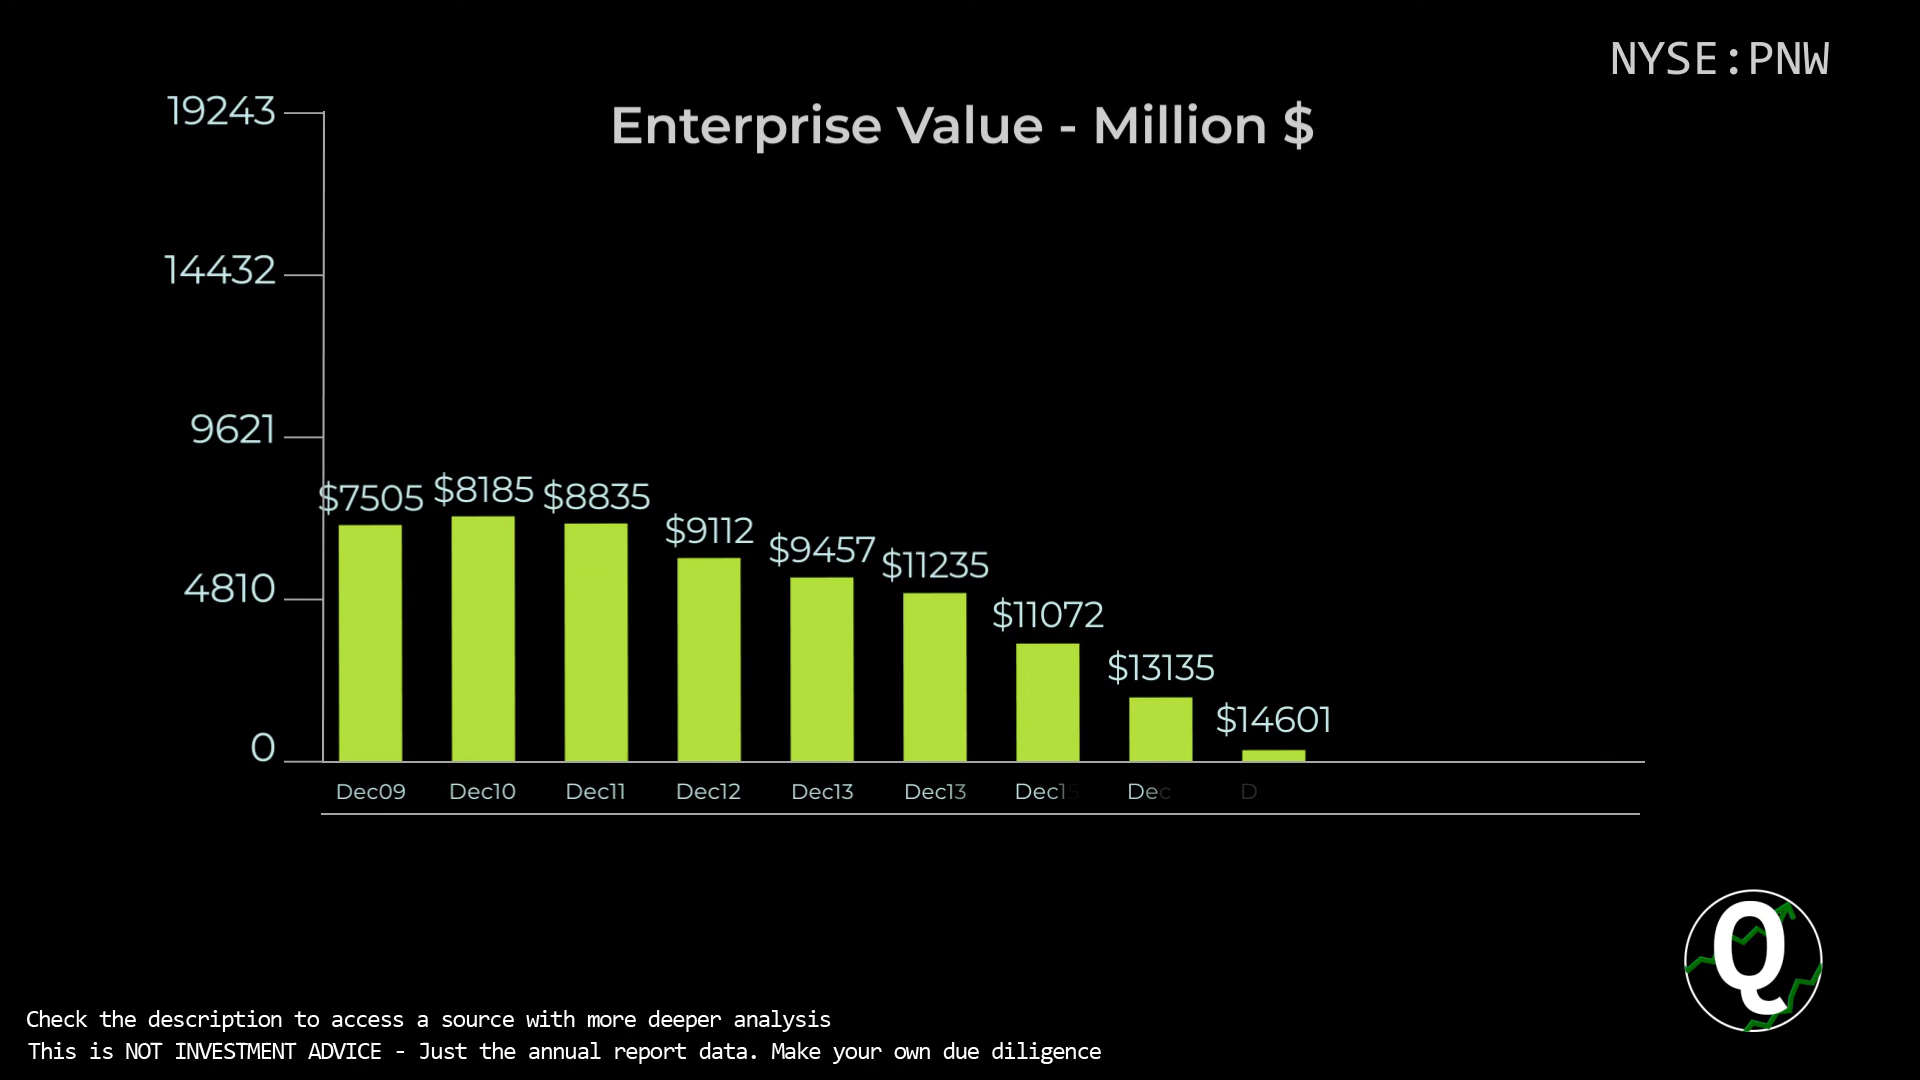 NYSE:PNW
Enterprise Value - Million $
19243
14432
9621
4810
0
$7505 $8185 $8835 $9112 $9457 $11235 $11072 $13135 $14601
Dec09 Dec10 Dec11 Dec12 Dec13 Dec13 Dec15 Dec D
Q
Check the description to access a source with more deeper analysis
This is NOT INVESTMENT ADVICE - Just the annual report data. Make your own due diligence